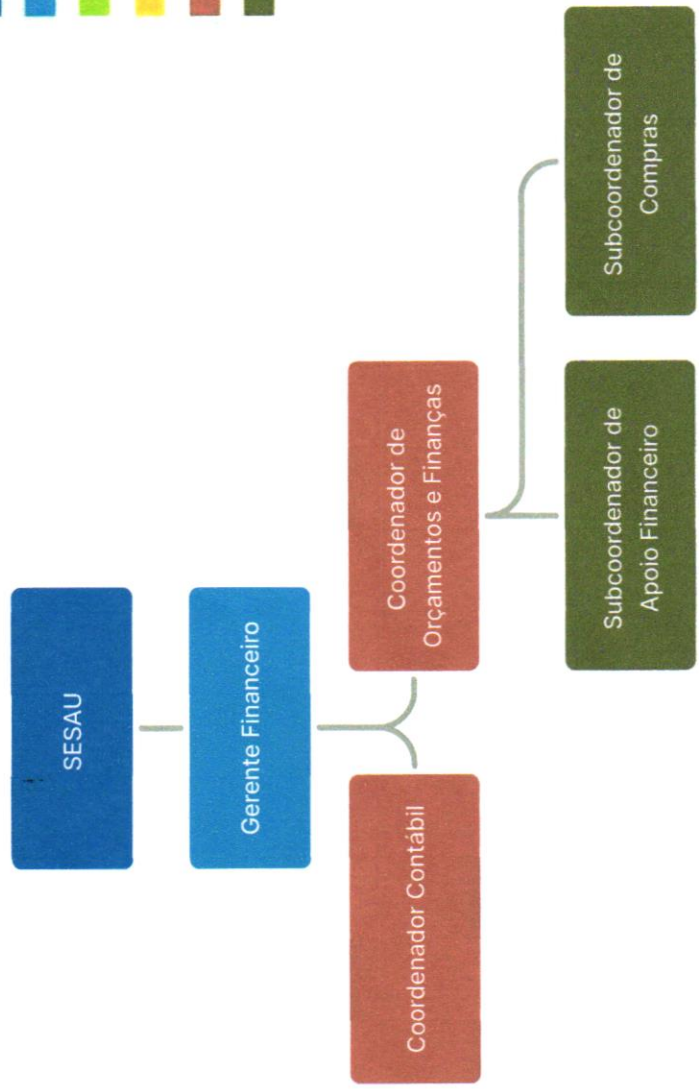 SESAU
Gerente Financeiro
Coordenador Contábil
Coordenador de
Orçamentos e Finanças
Subcoordenador de
Apoio Financeiro
Subcoordenador de
Compras